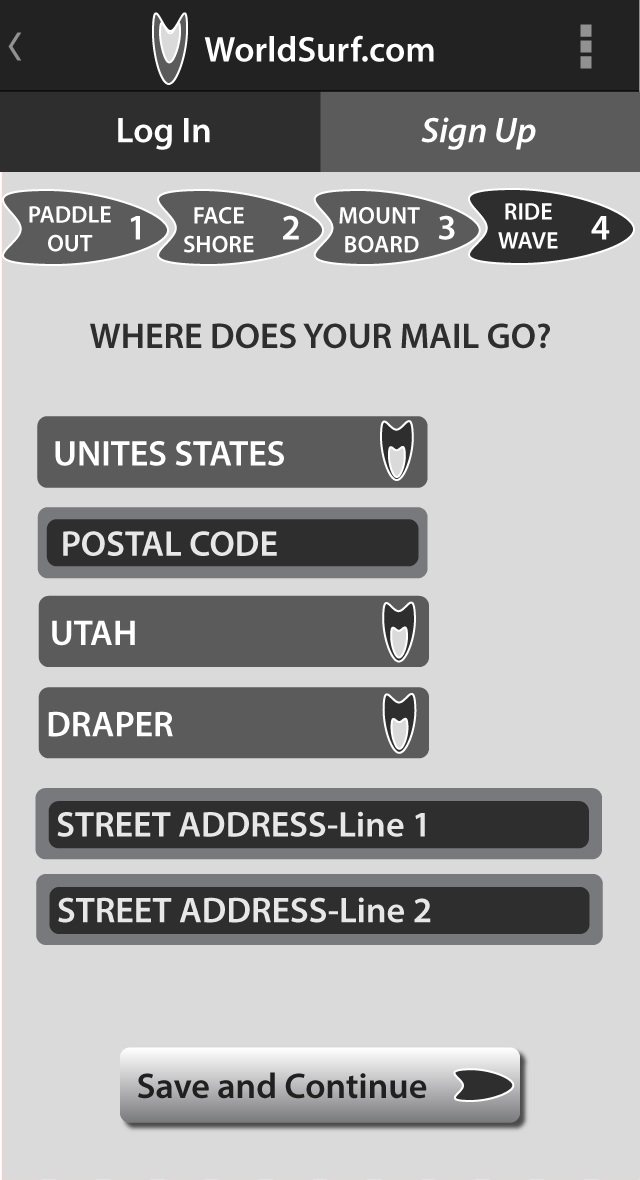 WorldSurf.com
Log In
Sign Up
PADDLE
OUT
1
FACE
SHORE
2
MOUNT
BOARD
3
RIDE
WAVE
4
WHERE DOES YOUR MAIL GO?
UNITES STATES
POSTAL CODE
UTAH
DRAPER
STREET ADDRESS-Line 1
STREET ADDRESS-Line 2
Save and Continue